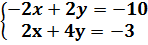 −2x + 2y = −10
2x + 4y = −3